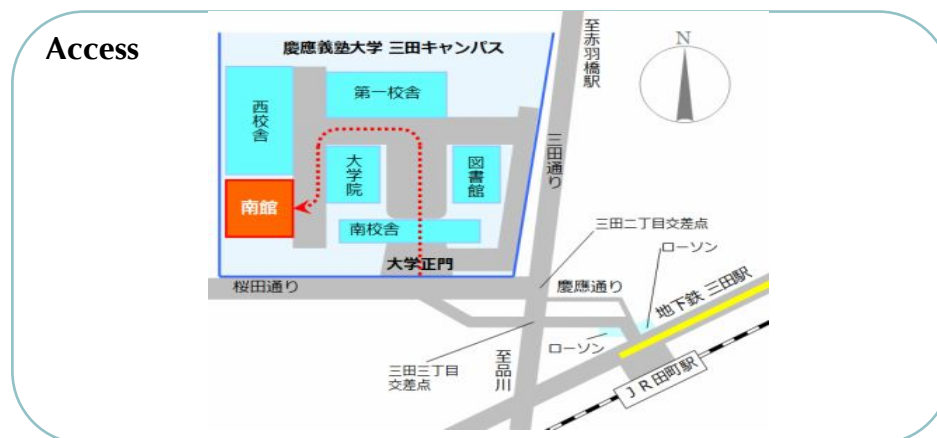 Access
慶應義塾大学 三田キャンパス
至赤羽橋駅
N
西校舎
第一校舎
三田通り
大学院
図書館
南館
南校舎
三田二丁目交差点
ローソン
大学正門
桜田通り
慶應通り
地下鉄 三田駅
ローソン
三田三丁目
交差点
至品川
JR田町駅